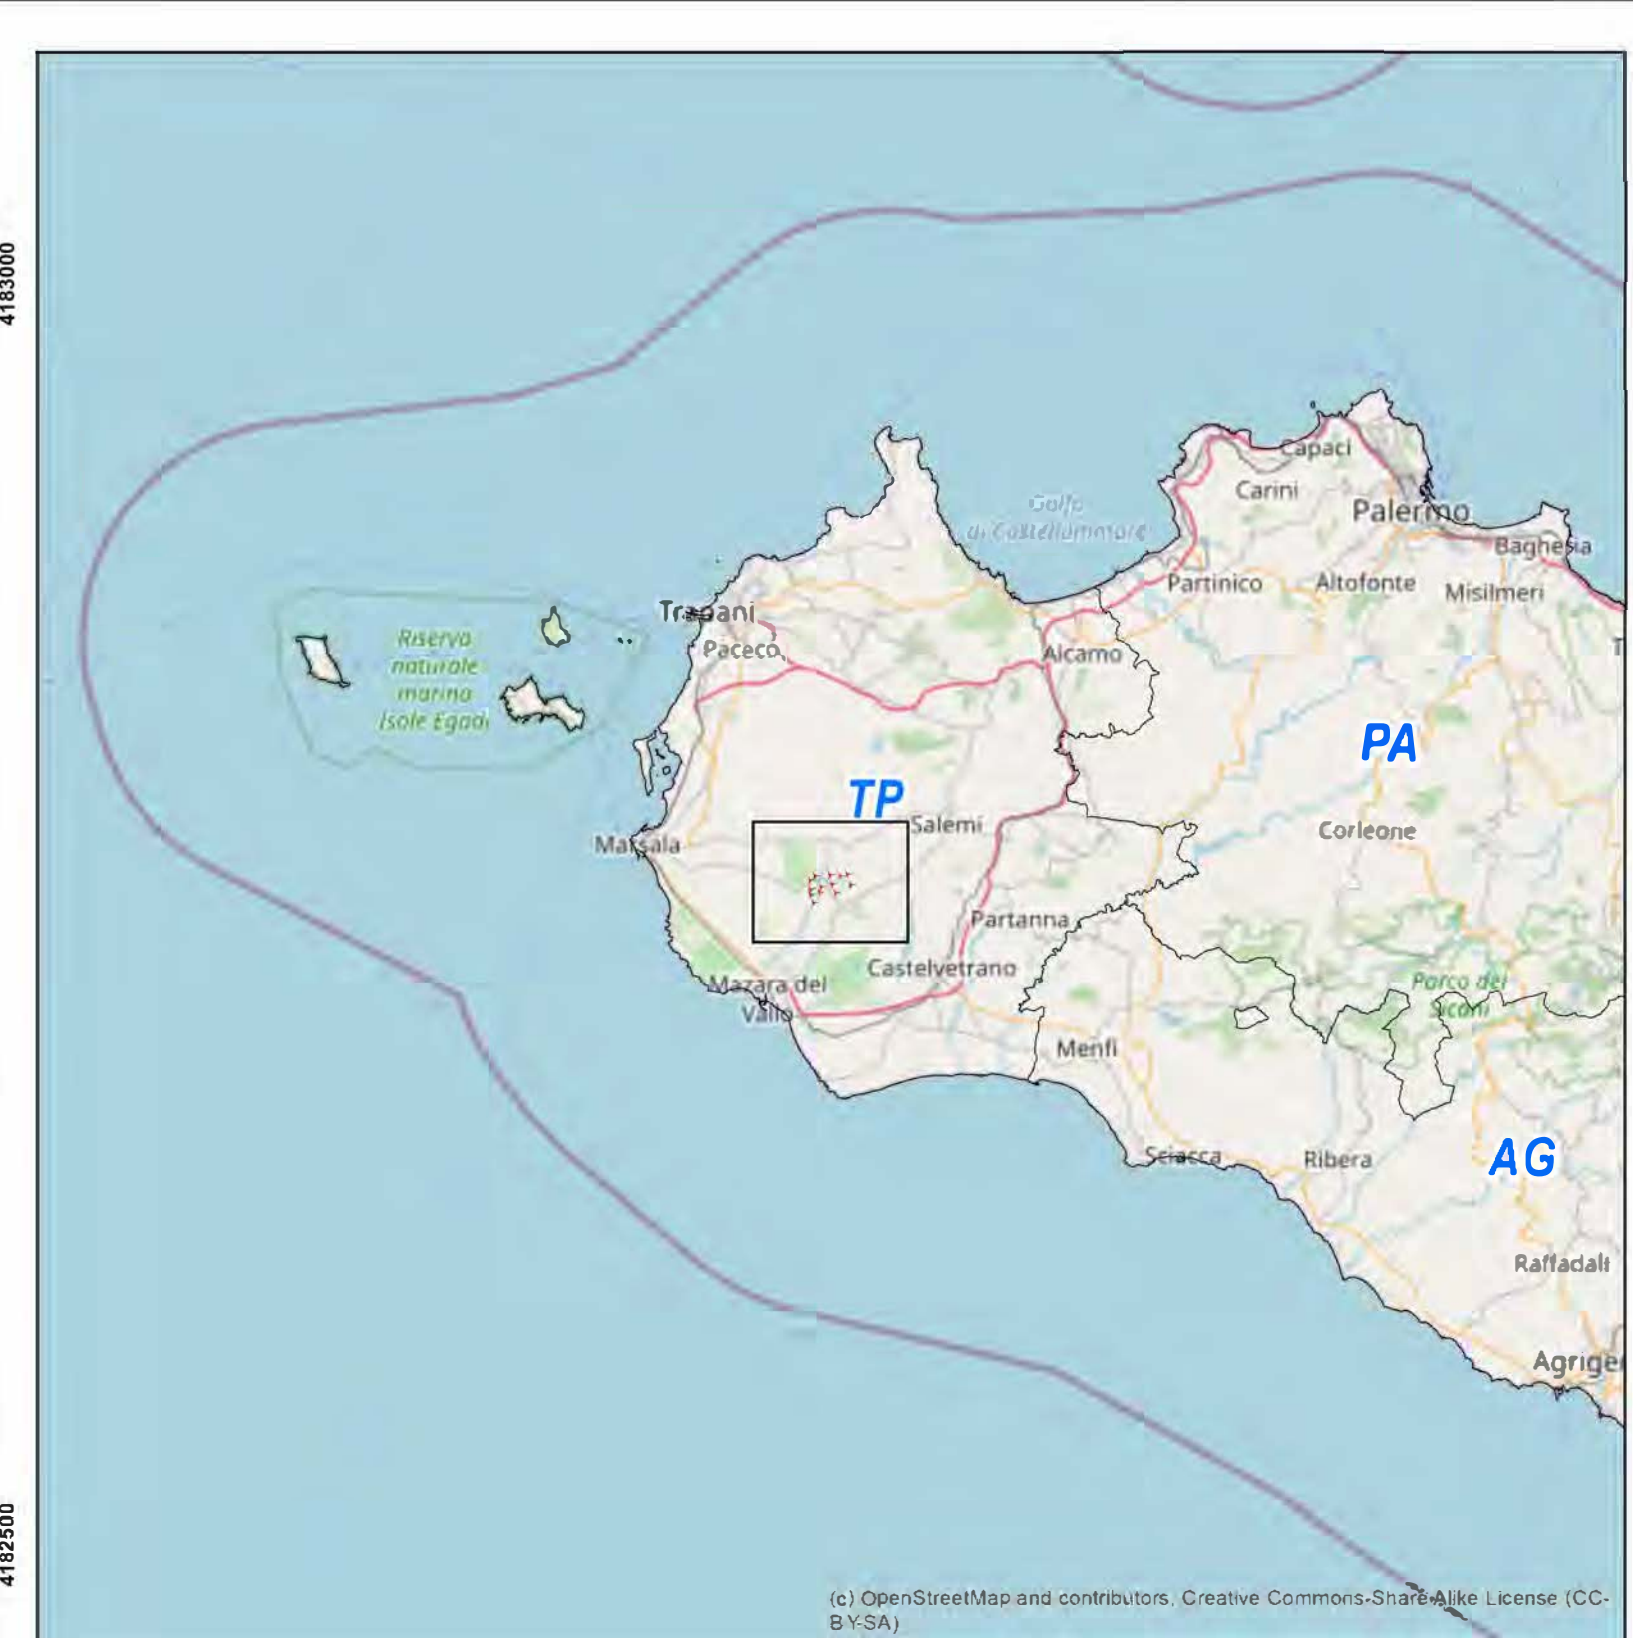 4183000
Capaci
Carini
Palermo
Golfo
di Castellammare
Baghesia
Partinico
Altofonte
Misilmeri
Trapani
Paceco
Alcamo
Riserva
naturale
marina
Isole Egadi
PA
TP
Salemi
Corleone
Marsala
Partanna
Castelvetrano
Mazara del
Vallo
Parco dei
Sicani
Menfi
Sciacca
Ribera
AG
Raffadali
Agrige
4182500
(c) OpenStreetMap and contributors, Creative Commons-Share Alike License (CC-
BY-SA)